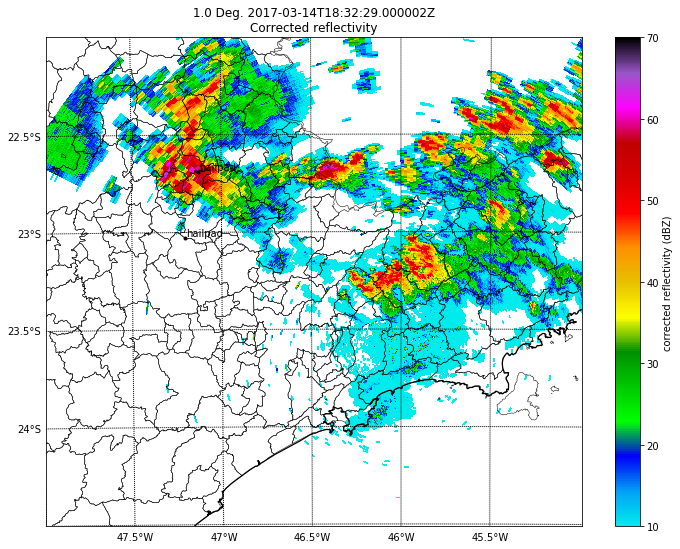 1.0 Deg. 2017-03-14T18:32:29.000002Z
Corrected reflectivity
70
60
50
40
30
20
10
corrected reflectivity (dBZ)
22.5°S
23°S
23.5°S
24°S
hailpad
hailpad
47.5°W
47°W
46.5°W
46°W
45.5°W